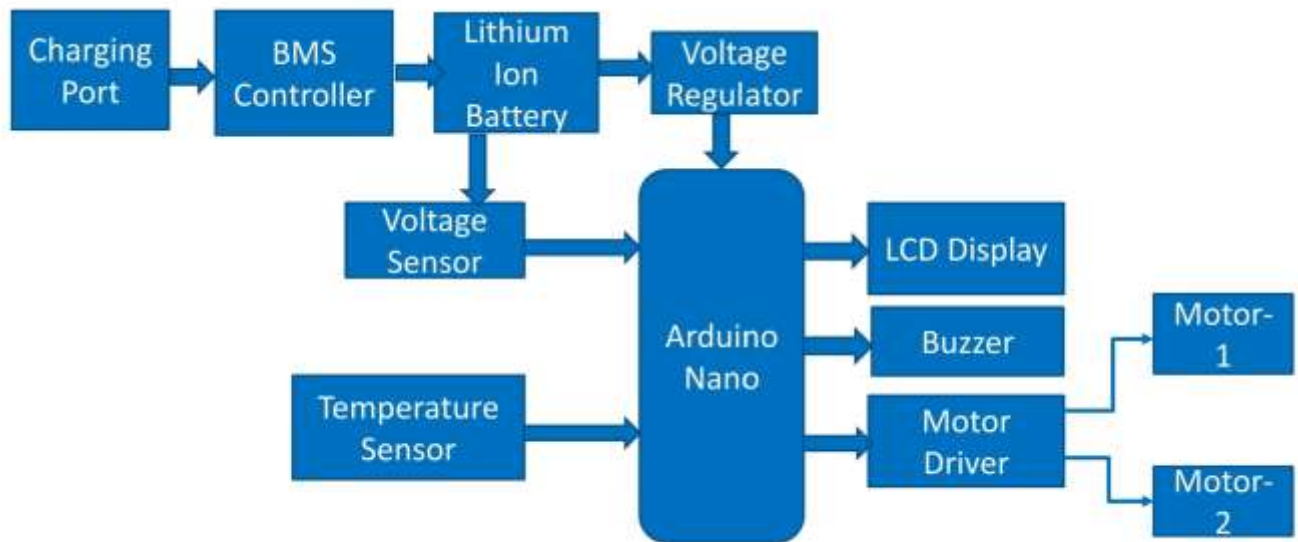 Charging
Port
BMS
Controller
Lithium
Ion
Battery
Voltage
Regulator
Voltage
Sensor
LCD Display
Arduino
Nano
Buzzer
Motor-
1
Temperature
Sensor
Motor
Driver
Motor-
2